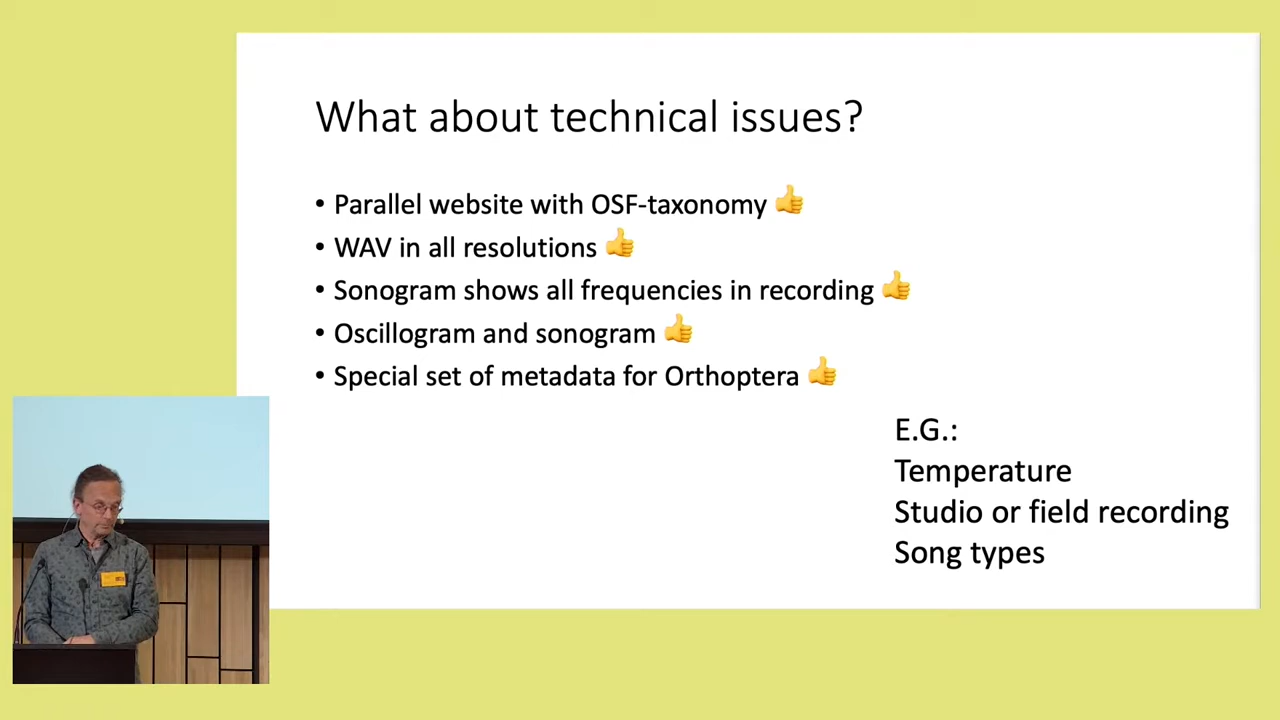 What about technical issues?
• Parallel website with OSF-taxonomy 👍
• WAV in all resolutions 👍
• Sonogram shows all frequencies in recording 👍
• Oscillogram and sonogram 👍
• Special set of metadata for Orthoptera 👍
E.G.:
Temperature
Studio or field recording
Song types